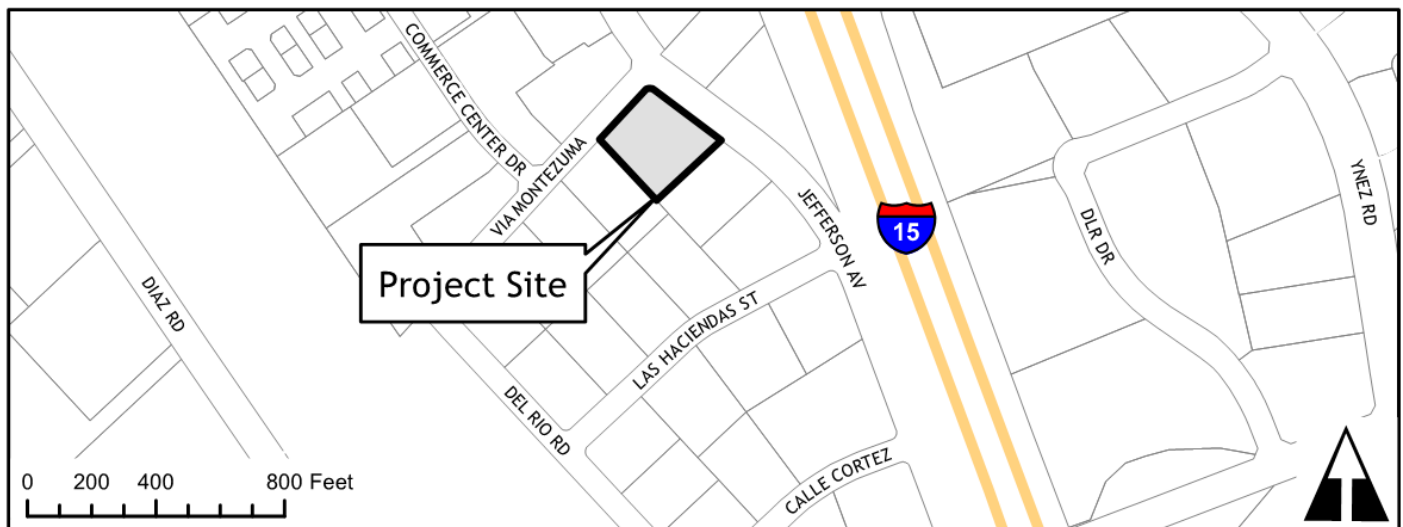 COMMERCE CENTER DR
VIA MONTEZUMA
JEFFERSON AV
15
YNEZ RD
DLR DR
Project Site
DIAZ RD
LAS HACIENDAS ST
DEL RIO RD
CALLE CORTEZ
0 200 400 800 Feet